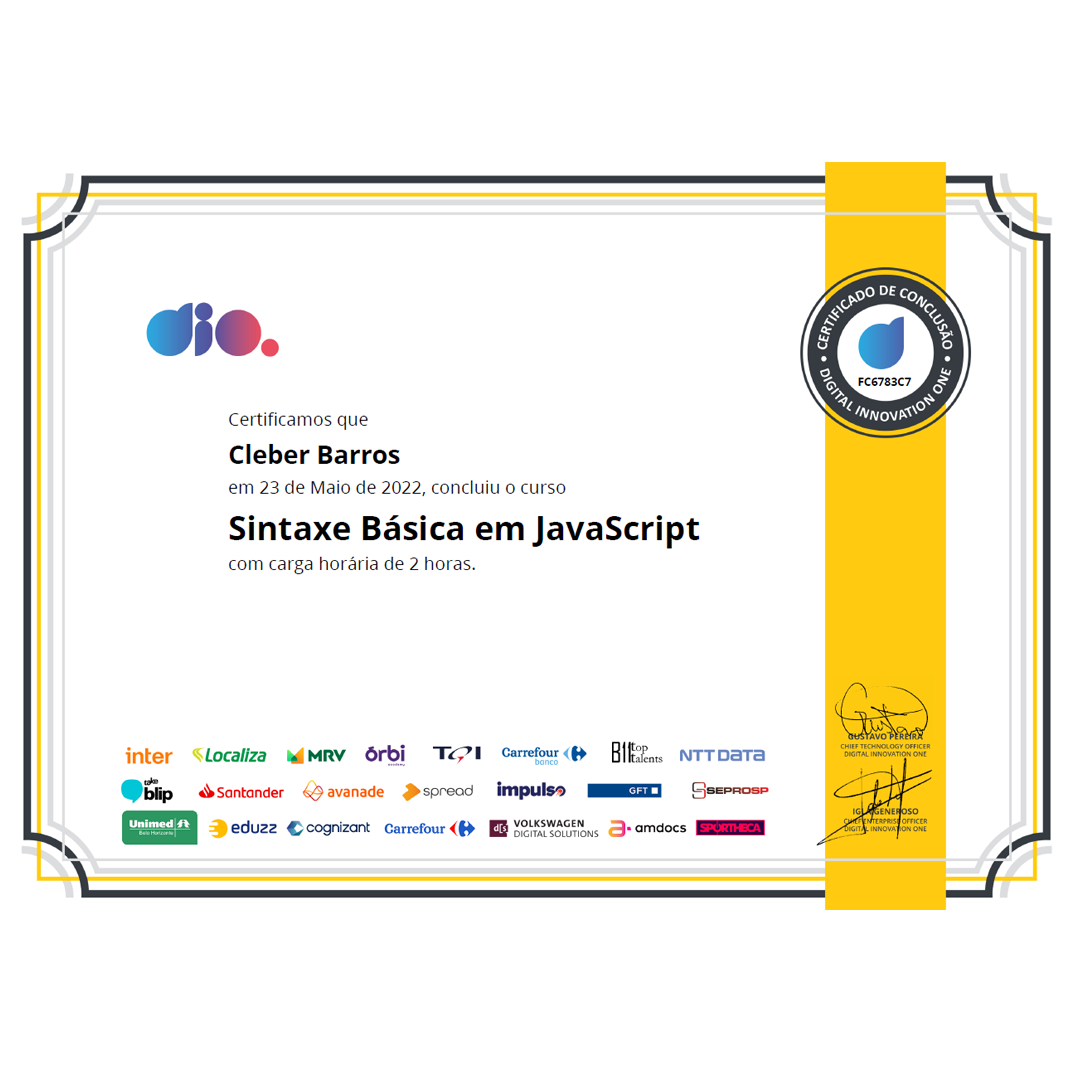 dio.
CERTIFICADO DE CONCLUSÃO
FC6783C7
DIGITAL INNOVATION ONE
Certificamos que
Cleber Barros
em 23 de Maio de 2022, concluiu o curso
Sintaxe Básica em JavaScript
com carga horária de 2 horas.
GUSTAVO PEREIRA
CHIEF TECHNOLOGY OFFICER
DIGITAL INNOVATION ONE
GENEROSO
CHIEF ENTERPRISE OFFICER
DIGITAL INNOVATION ONE
inter Localiza MRV órbi academy TQI Carrefour banco B1 top talents NTT DATA
take blip Santander avanade spread impulso GFT SEPROSP
Unimed Belo Horizonte eduzz cognizant Carrefour d[s] VOLKSWAGEN DIGITAL SOLUTIONS a. amdocs SPORTHECA